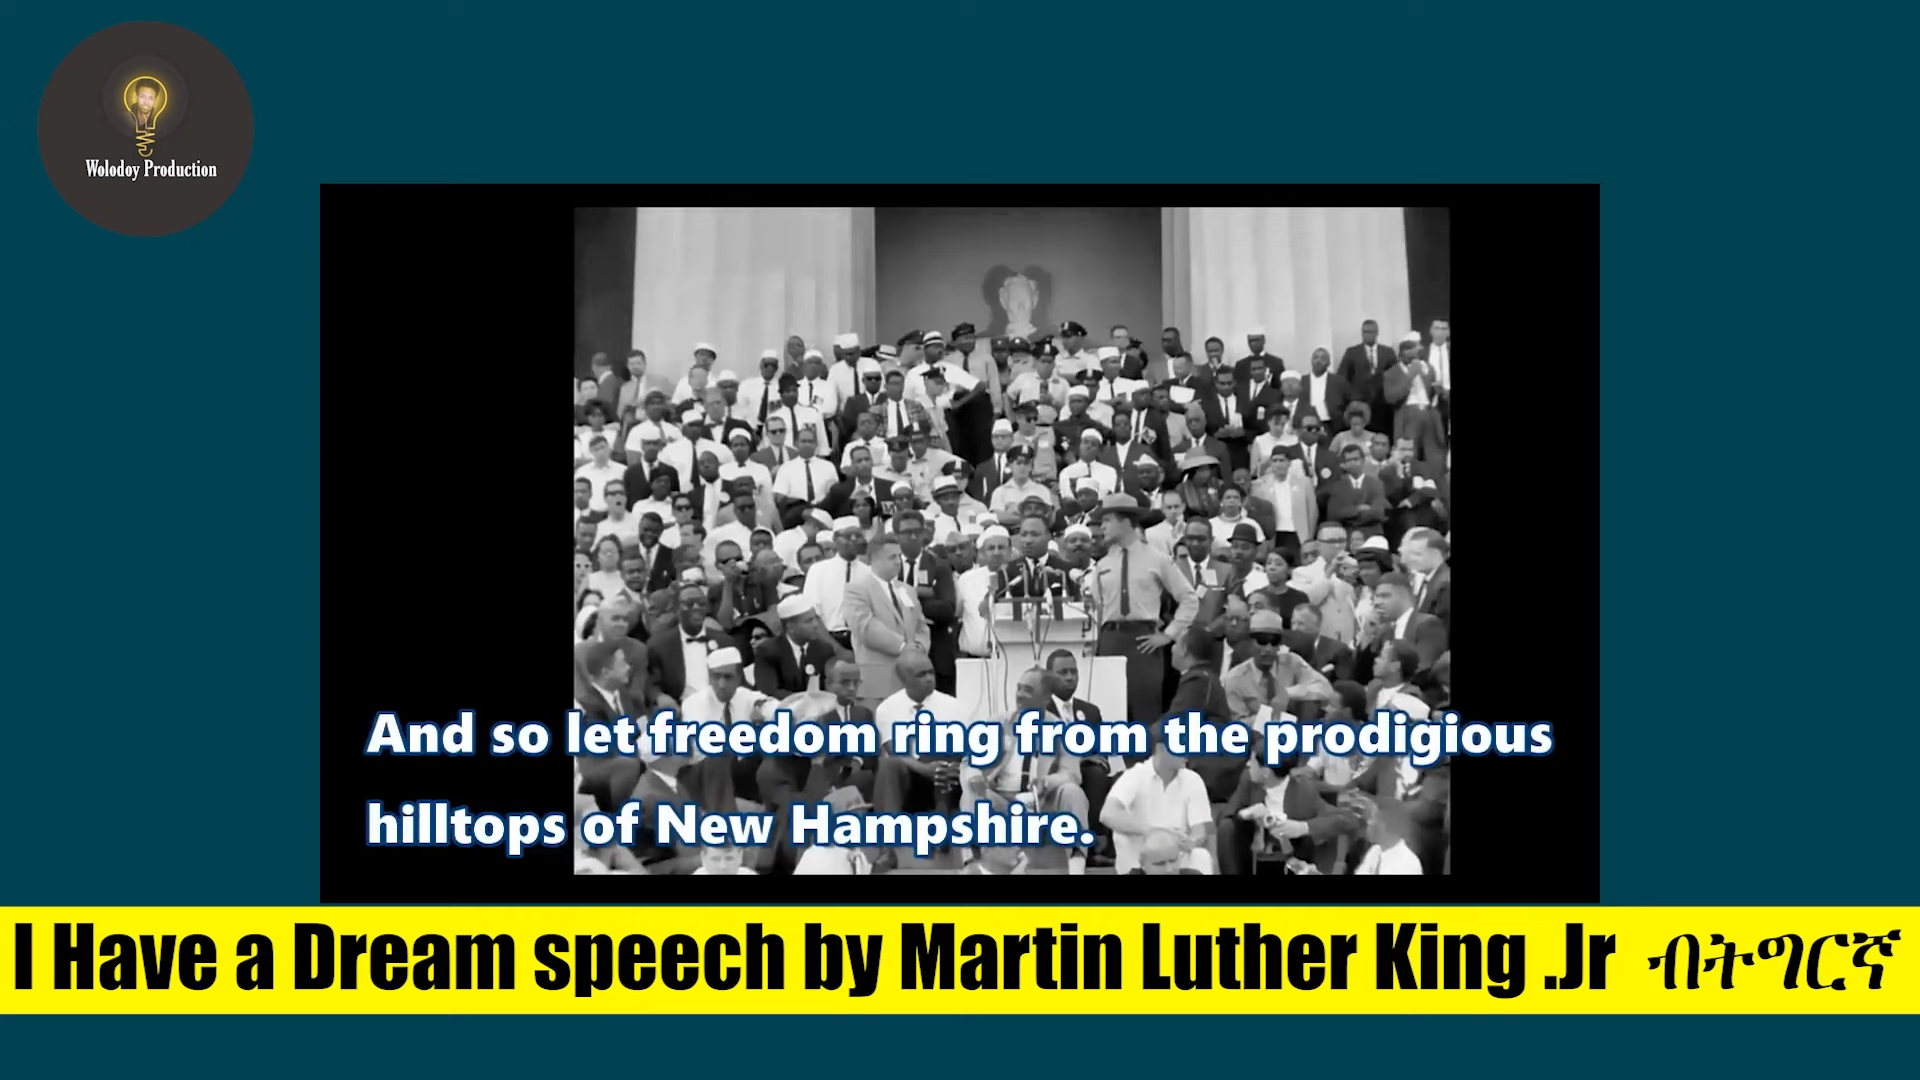 Wolodoy Production
And so let freedom ring from the prodigious
hilltops of New Hampshire.
I Have a Dream speech by Martin Luther King .Jr ብትግርኛ